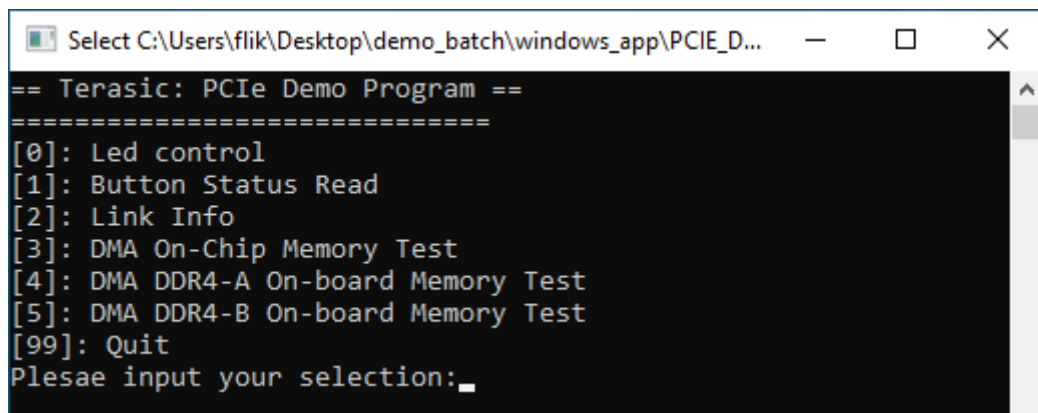 Select C:\Users\flik\Desktop\demo_batch\windows_app\PCIE_D...
== Terasic: PCIe Demo Program ==
==============================
[0]: Led control
[1]: Button Status Read
[2]: Link Info
[3]: DMA On-Chip Memory Test
[4]: DMA DDR4-A On-board Memory Test
[5]: DMA DDR4-B On-board Memory Test
[99]: Quit
Plesae input your selection: